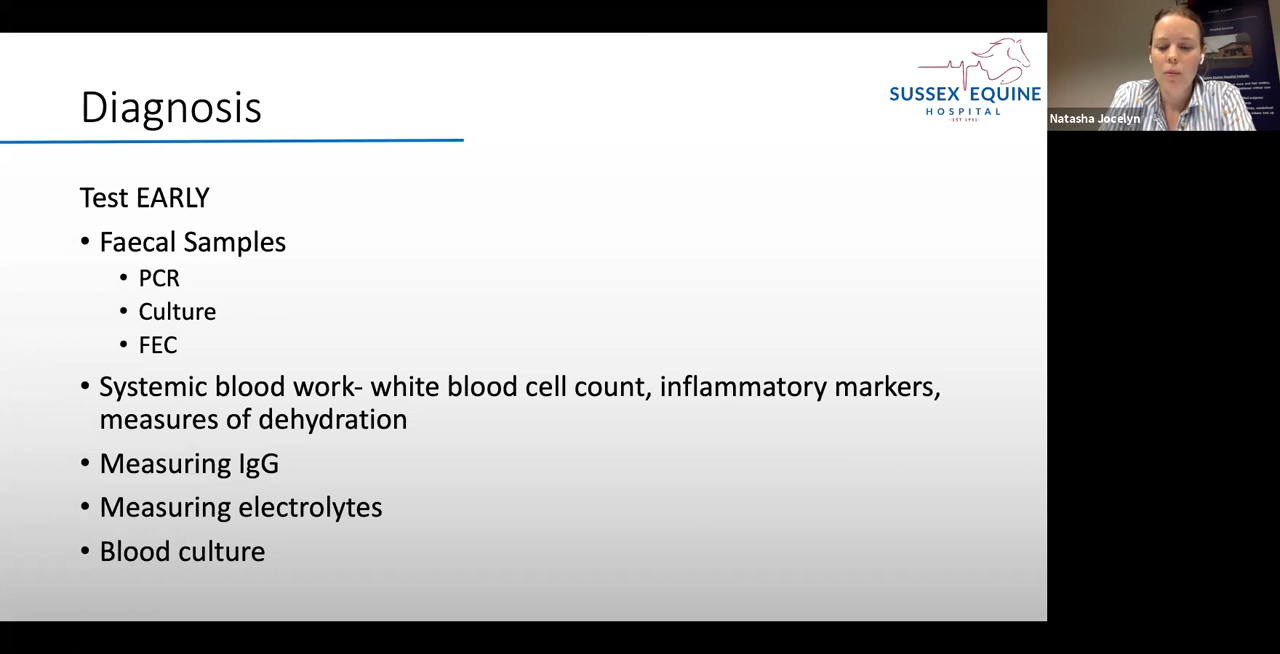 Diagnosis
SUSSEX EQUINE
HOSPITAL
Test EARLY
• Faecal Samples
• PCR
• Culture
• FEC
• Systemic blood work- white blood cell count, inflammatory markers,
measures of dehydration
• Measuring IgG
• Measuring electrolytes
• Blood culture
Natasha Jocelyn